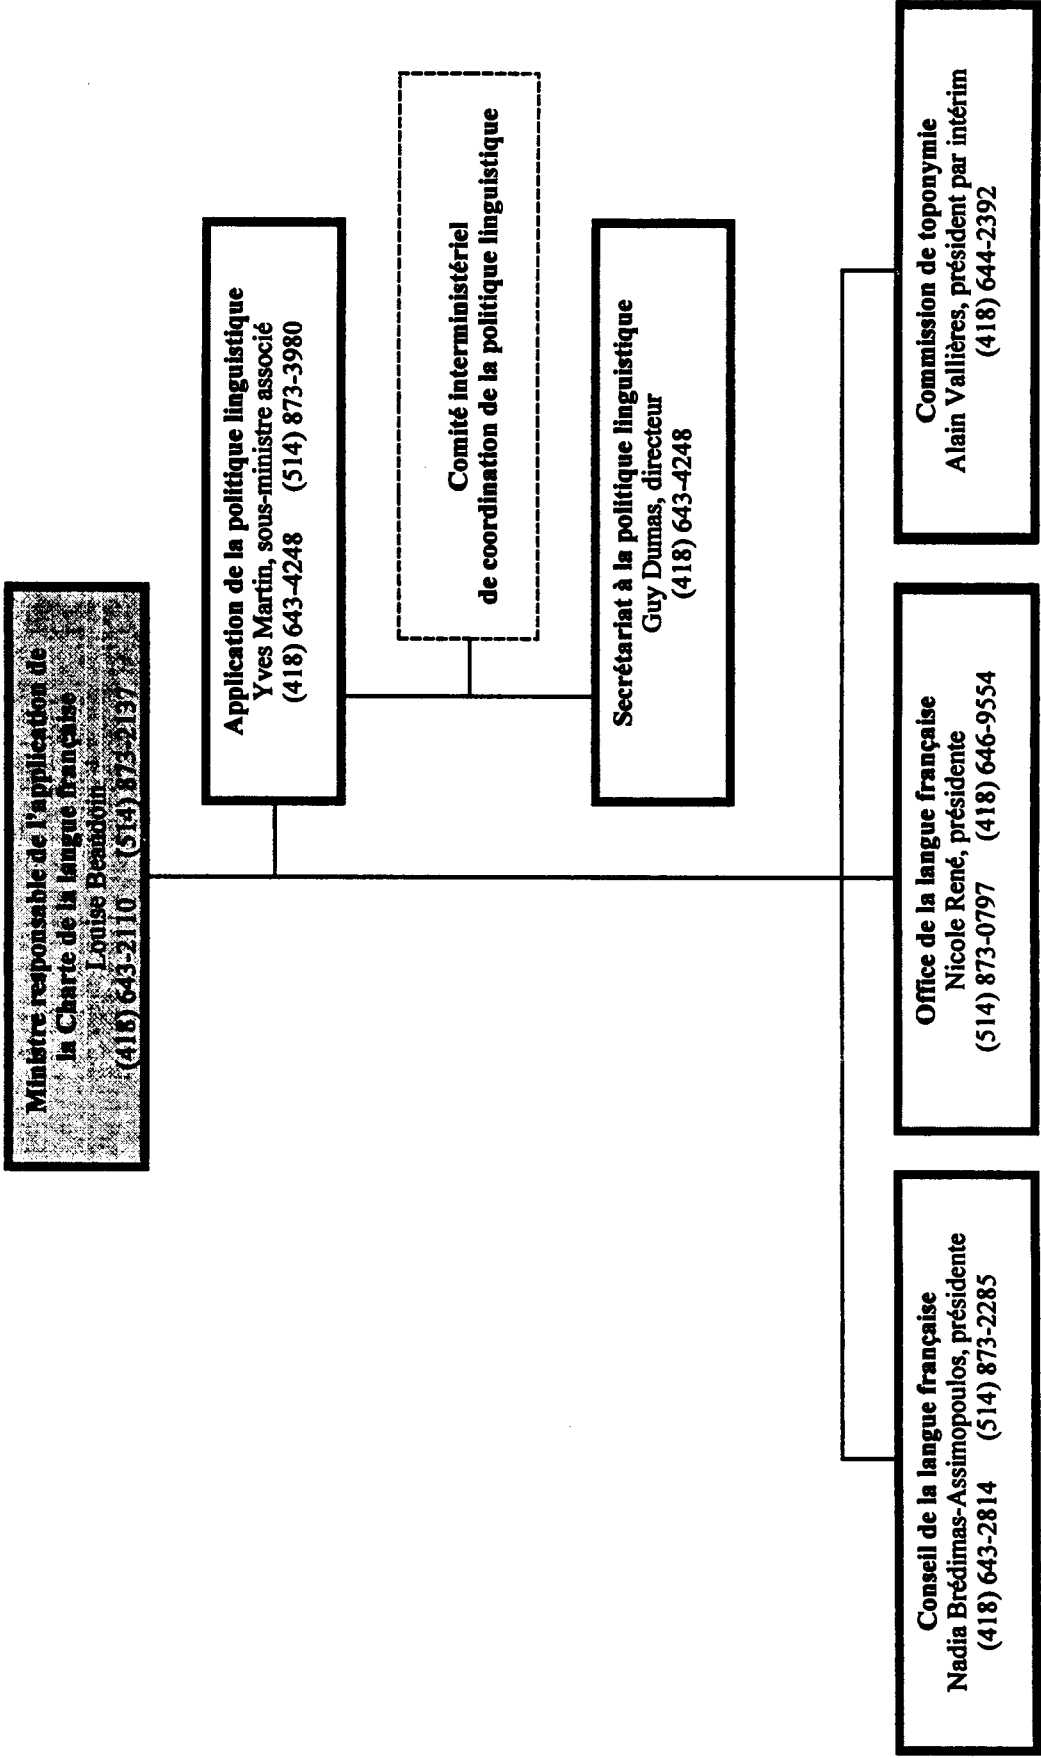 Ministre responsable de l'application de
la Charte de la langue française
Louise Beaudoin
(418) 643-2110 (514) 873-2137
Application de la politique linguistique
Yves Martin, sous-ministre associé
(418) 643-4248 (514) 873-3980
Comité interministériel
de coordination de la politique linguistique
Secrétariat à la politique linguistique
Guy Dumas, directeur
(418) 643-4248
Conseil de la langue française
Nadia Brédimas-Assimopoulos, présidente
(418) 643-2814 (514) 873-2285
Office de la langue française
Nicole René, présidente
(514) 873-0797 (418) 646-9554
Commission de toponymie
Alain Vallières, président par intérim
(418) 644-2392